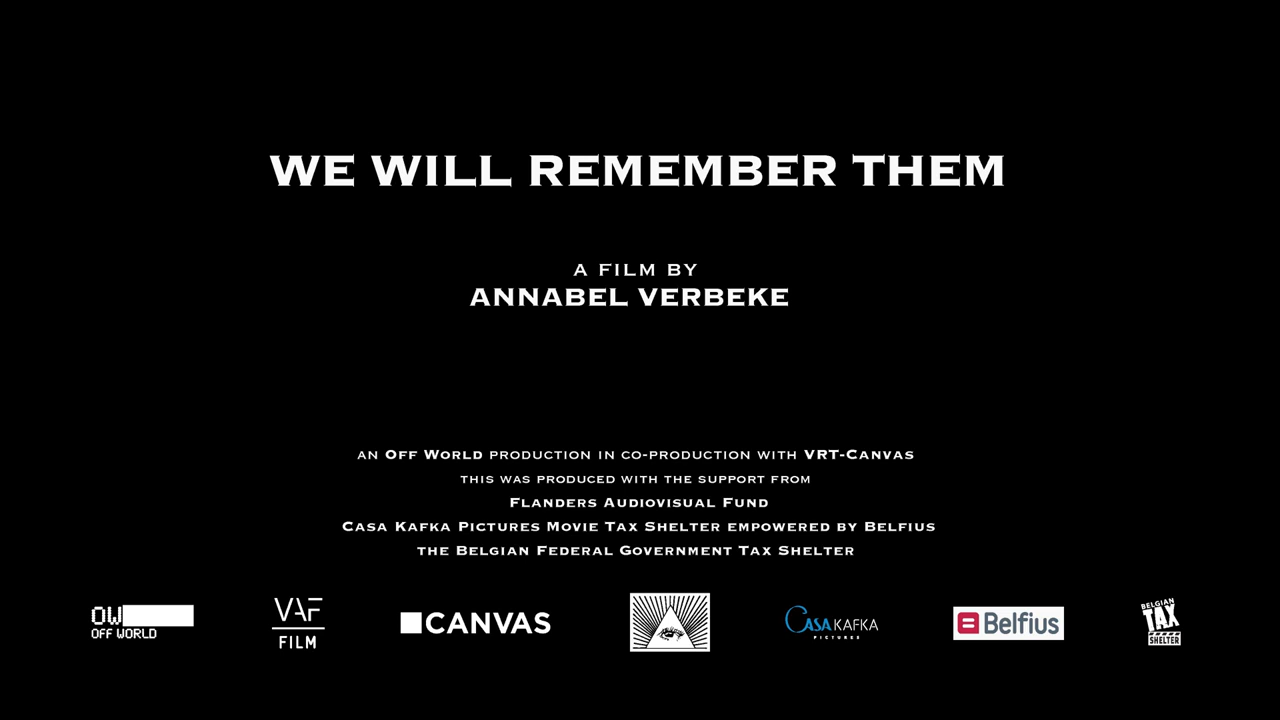 WE WILL REMEMBER THEM
A FILM BY
ANNABEL VERBEKE
AN OFF WORLD PRODUCTION IN CO-PRODUCTION WITH VRT-CANVAS
THIS WAS PRODUCED WITH THE SUPPORT FROM
FLANDERS AUDIOVISUAL FUND
CASA KAFKA PICTURES MOVIE TAX SHELTER EMPOWERED BY BELFIUS
THE BELGIAN FEDERAL GOVERNMENT TAX SHELTER
OW
OFF WORLD
VAF
FILM
CANVAS
CASA KAFKA
PICTURES
Belfius
BELGIAN
TAX
SHELTER